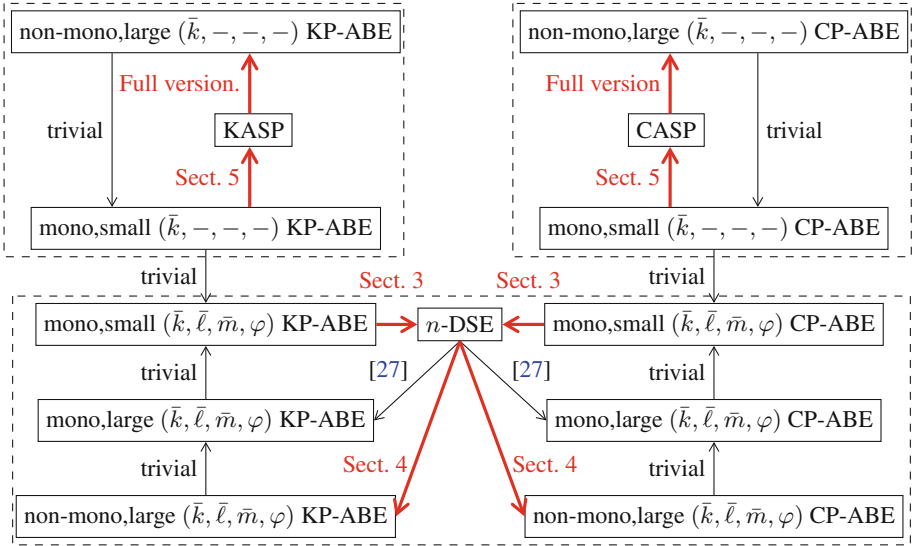 non-mono,large (k̄, −, −, −) KP-ABE
non-mono,large (k̄, −, −, −) CP-ABE
Full version.
Full version
trivial
KASP
CASP
trivial
Sect. 5
Sect. 5
mono,small (k̄, −, −, −) KP-ABE
mono,small (k̄, −, −, −) CP-ABE
trivial
Sect. 3
Sect. 3
trivial
mono,small (k̄, ℓ̄, m̄, φ) KP-ABE
n-DSE
mono,small (k̄, ℓ̄, m̄, φ) CP-ABE
trivial
[27]
[27]
trivial
mono,large (k̄, ℓ̄, m̄, φ) KP-ABE
mono,large (k̄, ℓ̄, m̄, φ) CP-ABE
trivial
Sect. 4
Sect. 4
trivial
non-mono,large (k̄, ℓ̄, m̄, φ) KP-ABE
non-mono,large (k̄, ℓ̄, m̄, φ) CP-ABE